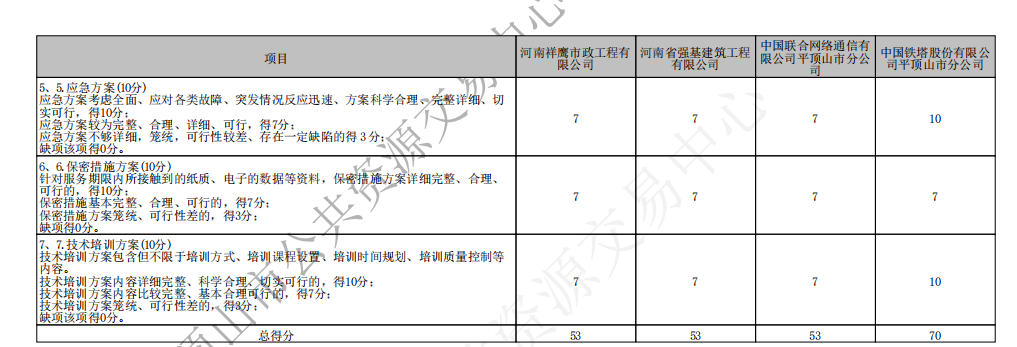 项目
河南祥鹰市政工程有
限公司
河南省强基建筑工程
有限公司
中国联合网络通信有
限公司平顶山市分公
司
中国铁塔股份有限公
司平顶山市分公司
5、5.应急方案(10分)
应急方案考虑全面、应对各类故障、突发情况反应迅速、方案科学合理、完整详细、切
实可行，得10分；
应急方案较为完整、合理、详细、可行，得7分；
应急方案不够详细，笼统，可行性较差、存在一定缺陷的得 3 分；
缺项该项得0分。
7
7
7
10
6、6.保密措施方案(10分)
针对服务期限内所接触到的纸质、电子的数据等资料，保密措施方案详细完整、合理、
可行的，得10分；
保密措施基本完整、合理、可行的，得7分；
保密措施方案笼统、可行性差的，得3分；
缺项得0分。
7
7
7
7
7、7.技术培训方案(10分)
技术培训方案包含但不限于培训方式、培训课程设置、培训时间规划、培训质量控制等
内容。
技术培训方案内容详细完整、科学合理、切实可行的，得10分；
技术培训方案内容比较完整、基本合理可行的，得7分；
技术培训方案笼统、可行性差的，得3分；
缺项该项得0分。
7
7
7
10
总得分
53
53
53
70
顶山市公共资源交易中心
资源交易中心